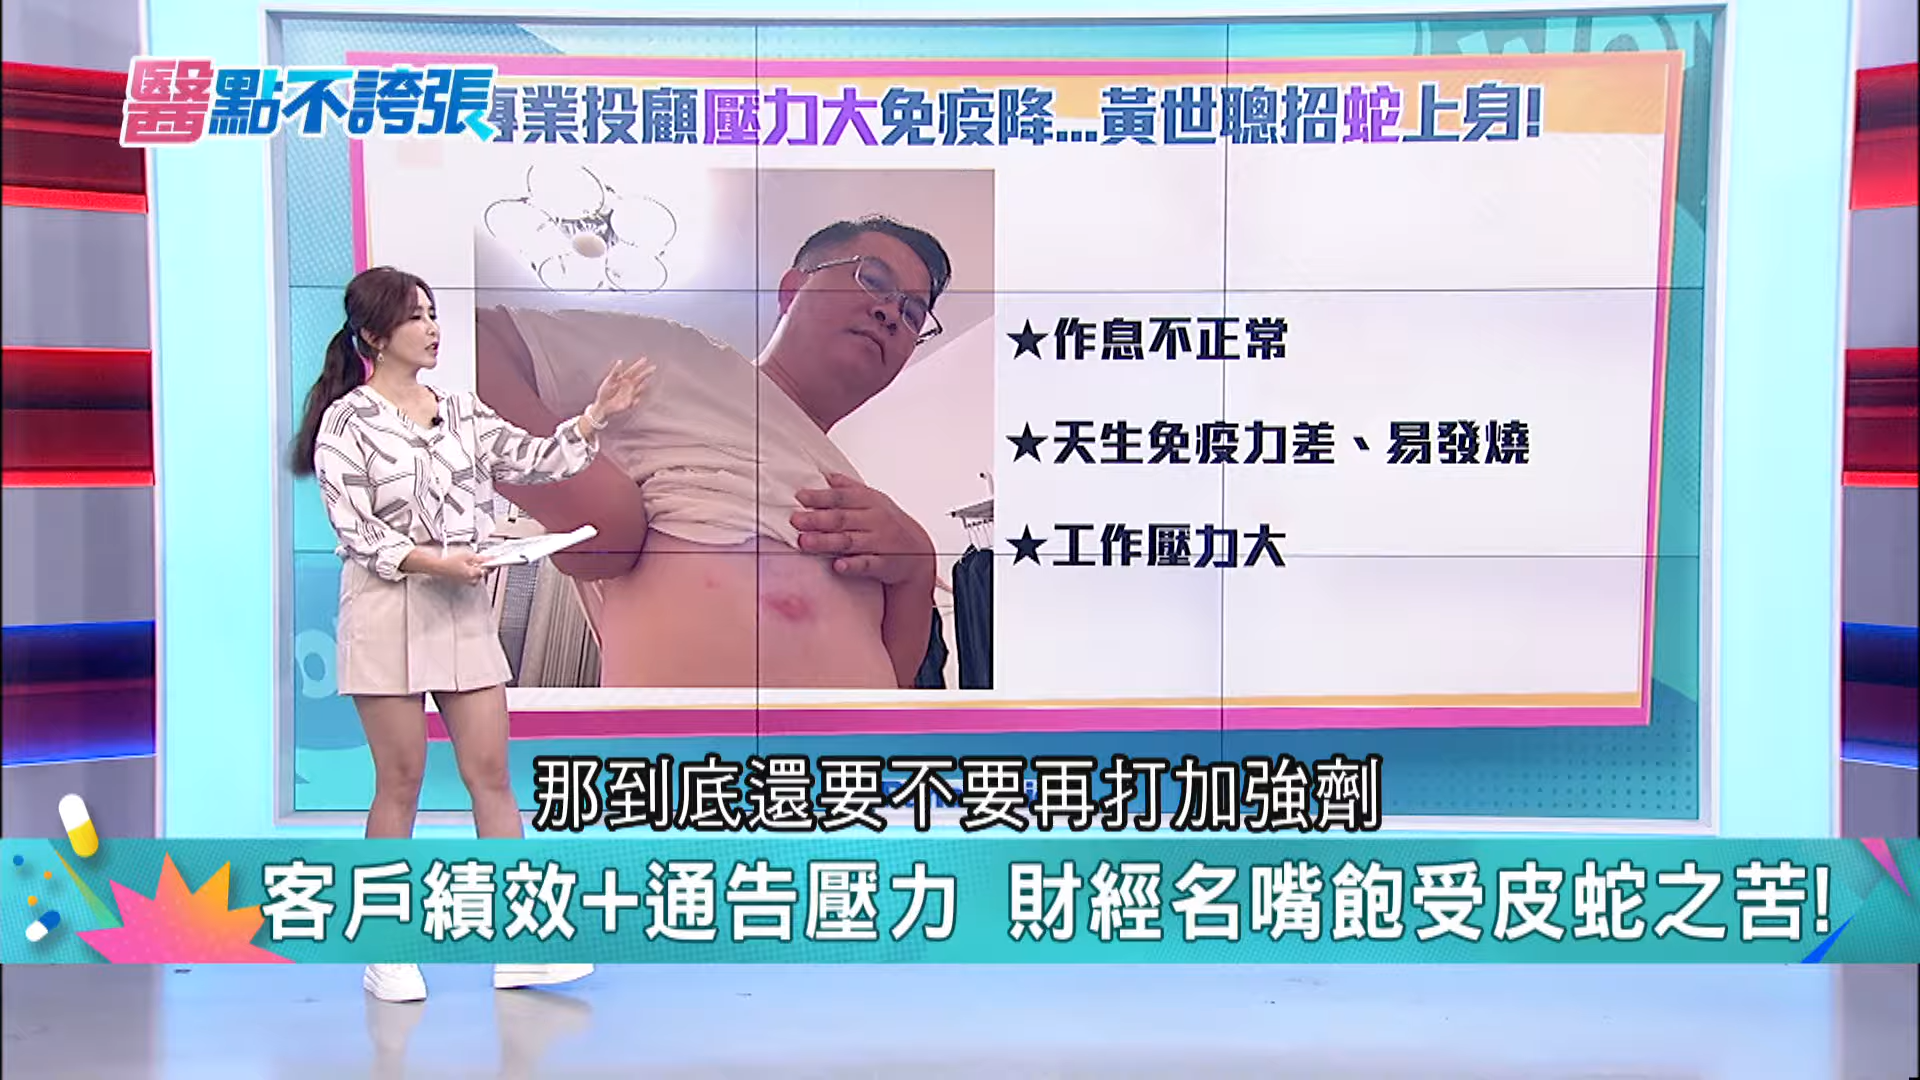 醫點不誇張
專業投顧壓力大免疫降...黃世聰招蛇上身!
★作息不正常
★天生免疫力差、易發燒
★工作壓力大
那到底還要不要再打加強劑
客戶績效+通告壓力 財經名嘴飽受皮蛇之苦!